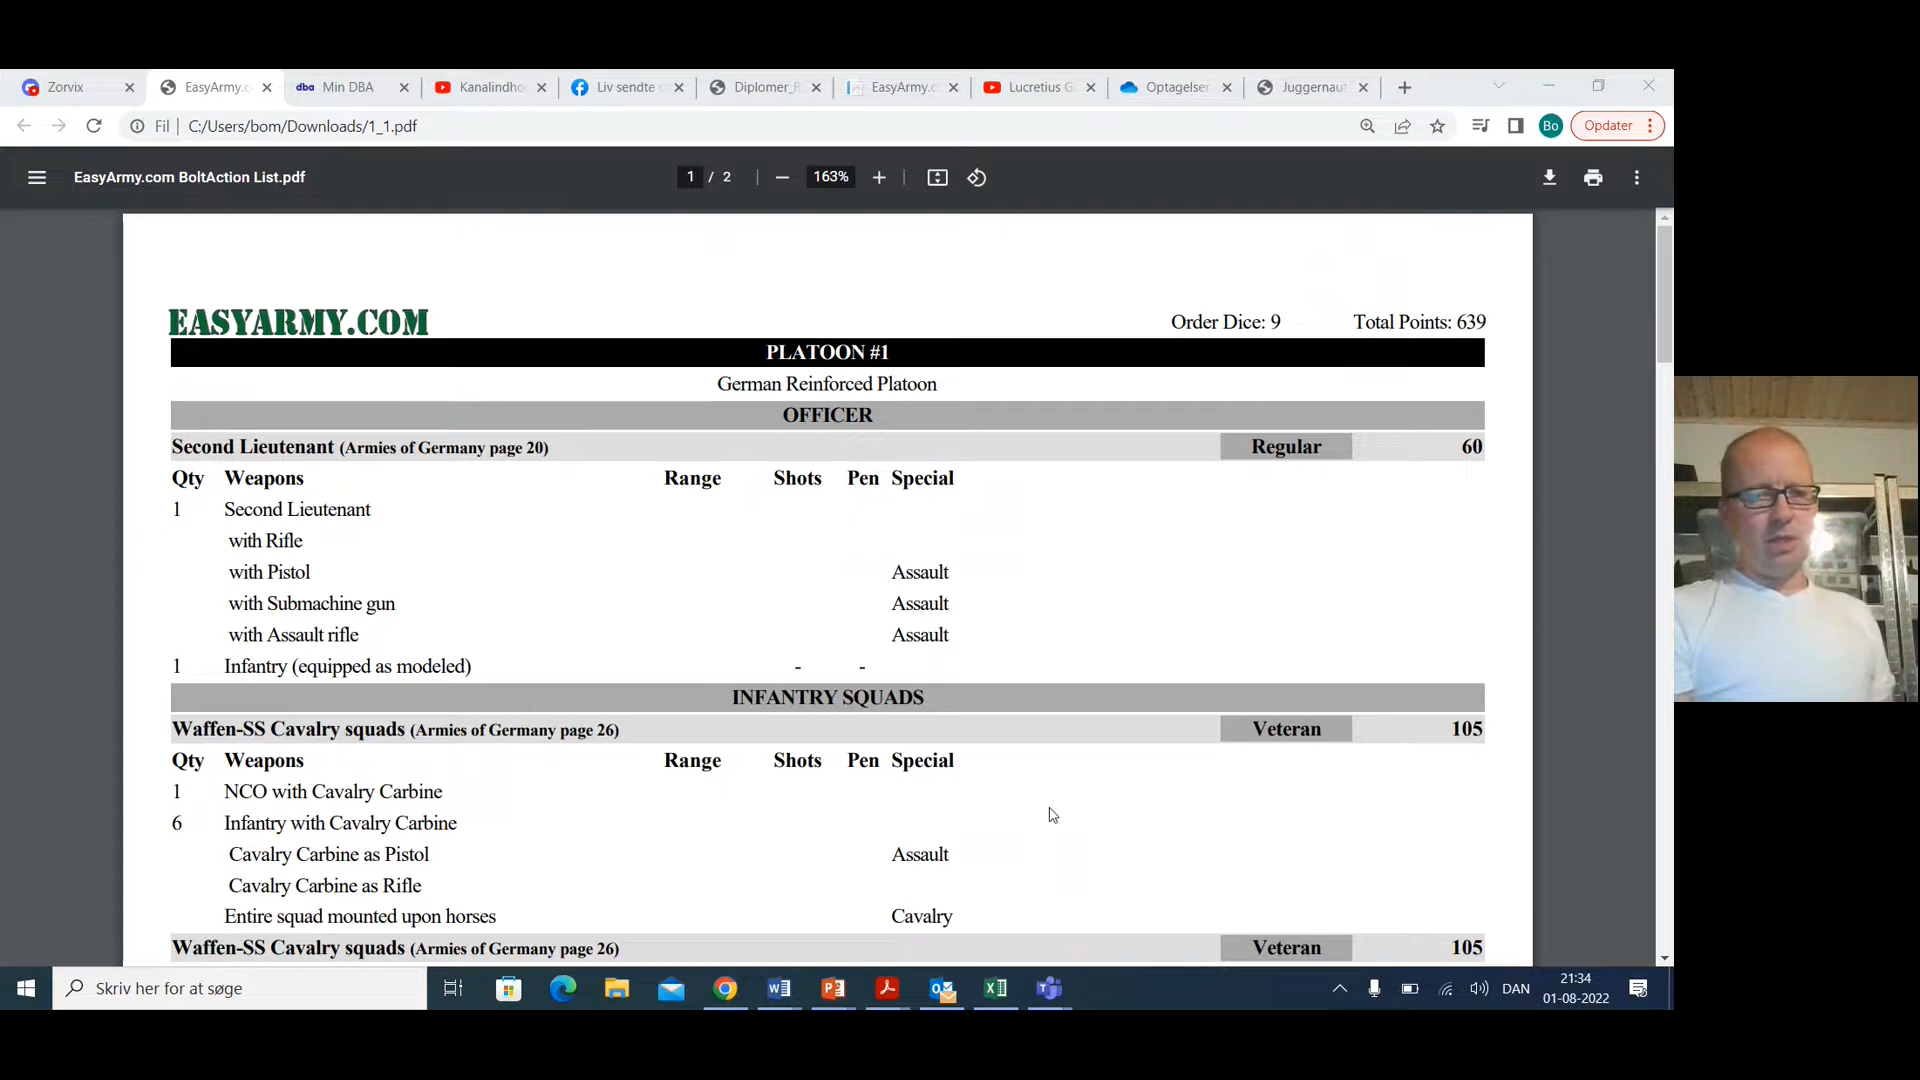 Zorvix EasyArmy.c Min DBA Kanalindho Liv sendte Diplomer_R EasyArmy.c Lucretius G Optagelser Juggernaut
Fil C:/Users/bom/Downloads/1_1.pdf Bo Opdater
EasyArmy.com BoltAction List.pdf 1 / 2 163%
EASYARMY.COM Order Dice: 9 Total Points: 639
PLATOON #1
German Reinforced Platoon
OFFICER
Second Lieutenant (Armies of Germany page 20) Regular 60
Qty Weapons Range Shots Pen Special
1 Second Lieutenant
with Rifle
with Pistol Assault
with Submachine gun Assault
with Assault rifle Assault
1 Infantry (equipped as modeled) - -
INFANTRY SQUADS
Waffen-SS Cavalry squads (Armies of Germany page 26) Veteran 105
Qty Weapons Range Shots Pen Special
1 NCO with Cavalry Carbine
6 Infantry with Cavalry Carbine
Cavalry Carbine as Pistol Assault
Cavalry Carbine as Rifle
Entire squad mounted upon horses Cavalry
Waffen-SS Cavalry squads (Armies of Germany page 26) Veteran 105
Skriv her for at søge DAN 21:34
01-08-2022